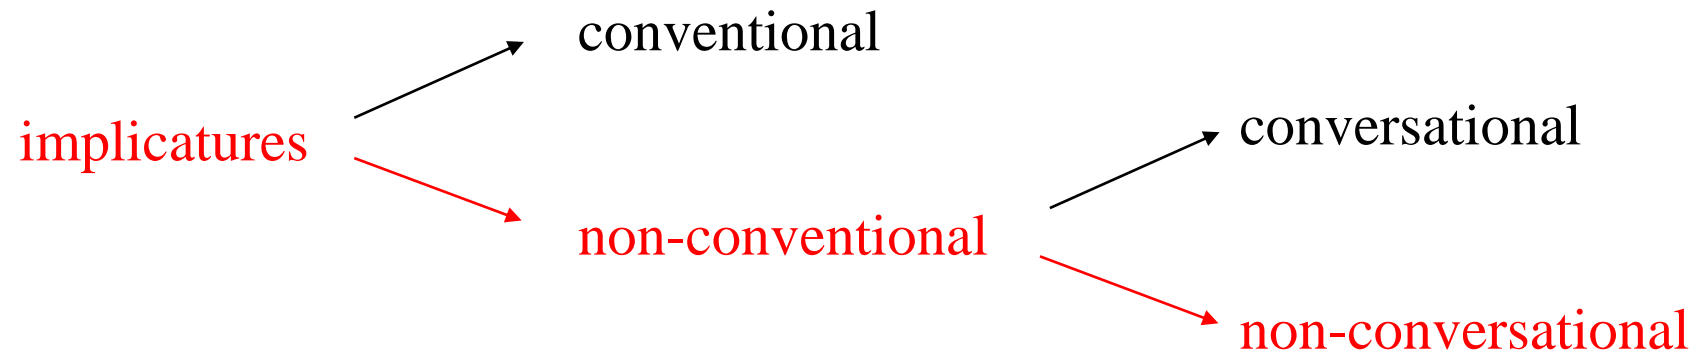 conventional
implicatures
conversational
non-conventional
non-conversational